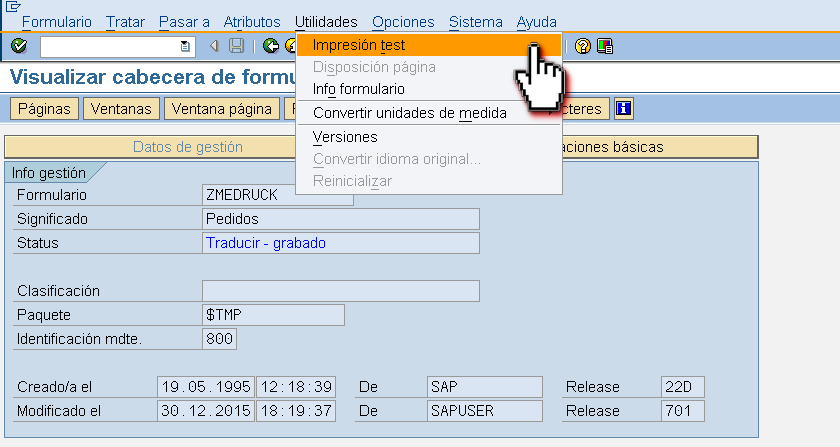 Formulario Tratar Pasar a Atributos Utilidades Opciones Sistema Ayuda
Impresión test
Disposición página
Info formulario
Convertir unidades de medida
Versiones
Convertir idioma original...
Reinicializar
Visualizar cabecera de formu
Páginas Ventanas Ventana página
Datos de gestión
Info gestión
Formulario ZMEDRUCK
Significado Pedidos
Status Traducir - grabado
Clasificación
Paquete $TMP
Identificación mdte. 800
Creado/a el 19.05.1995 12:18:39 De SAP Release 22D
Modificado el 30.12.2015 18:19:37 De SAPUSER Release 701